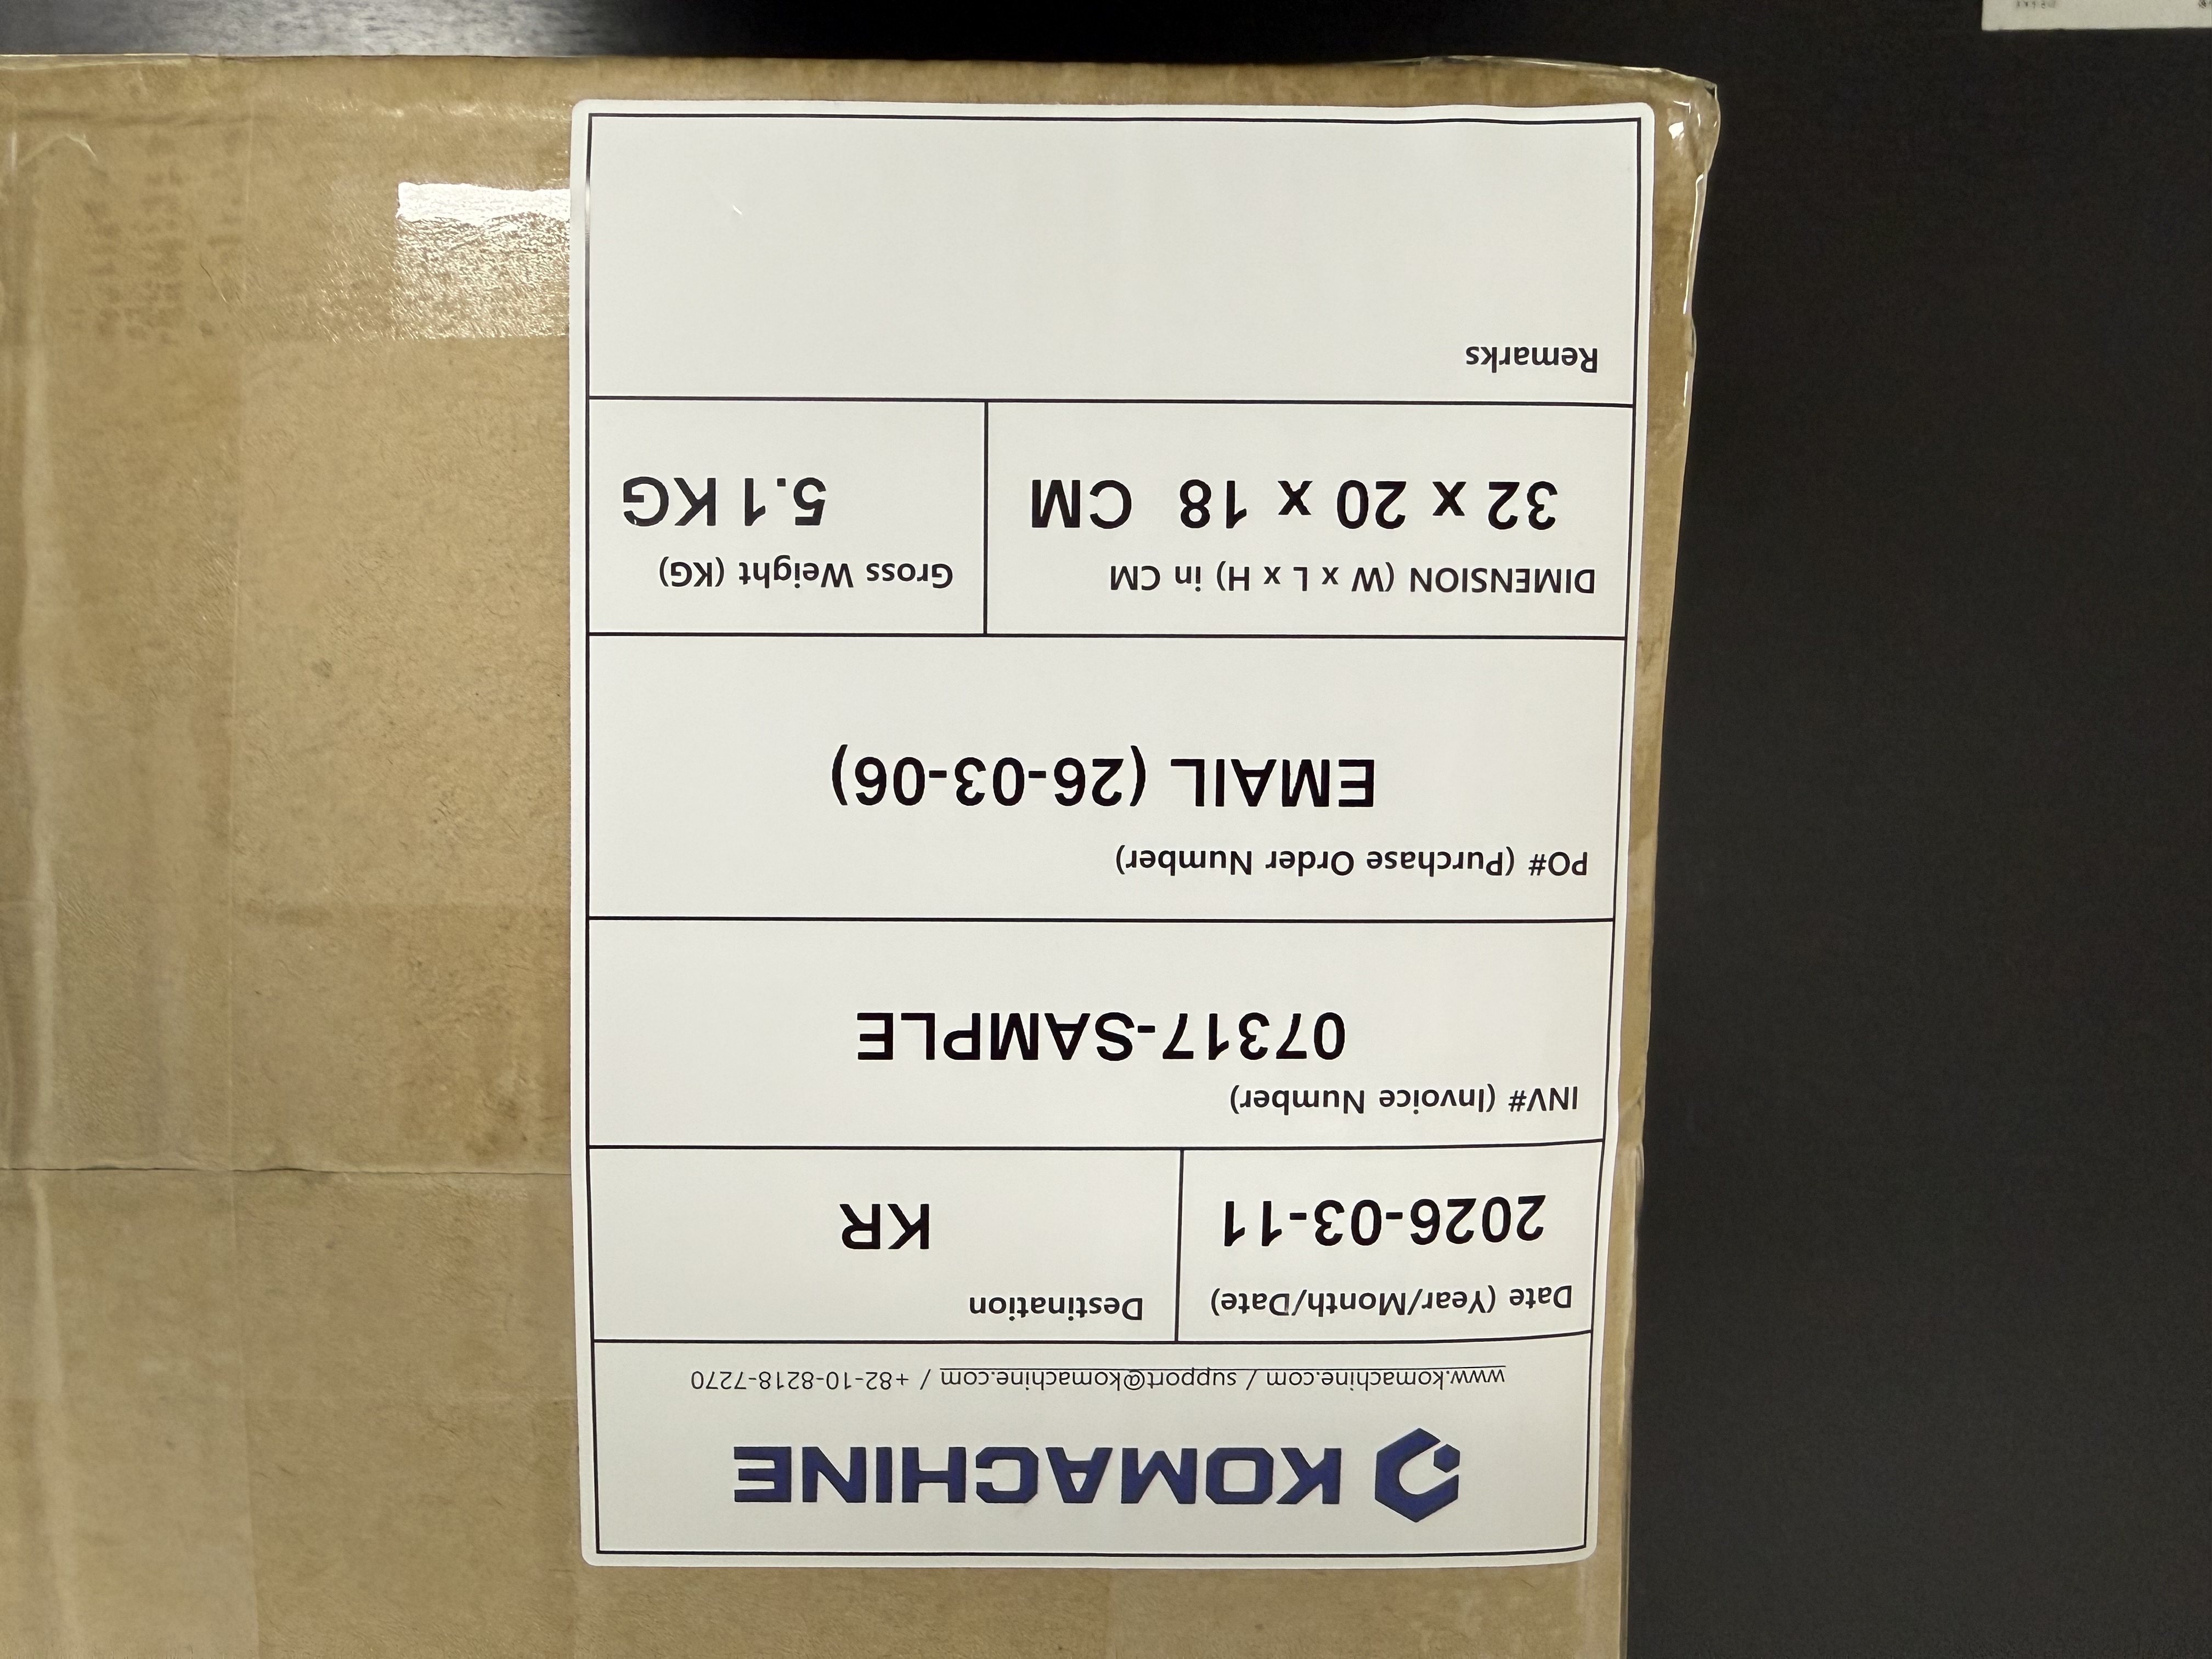 KOMACHINE
www.komachine.com / support@komachine.com / +82-10-8218-7270
Date (Year/Month/Date)
2026-03-11
Destination
KR
INV# (Invoice Number)
07317-SAMPLE
PO# (Purchase Order Number)
EMAIL (26-03-06)
DIMENSION (W x L x H) in CM
32 x 20 x 18 CM
Gross Weight (KG)
5.1 KG
Remarks